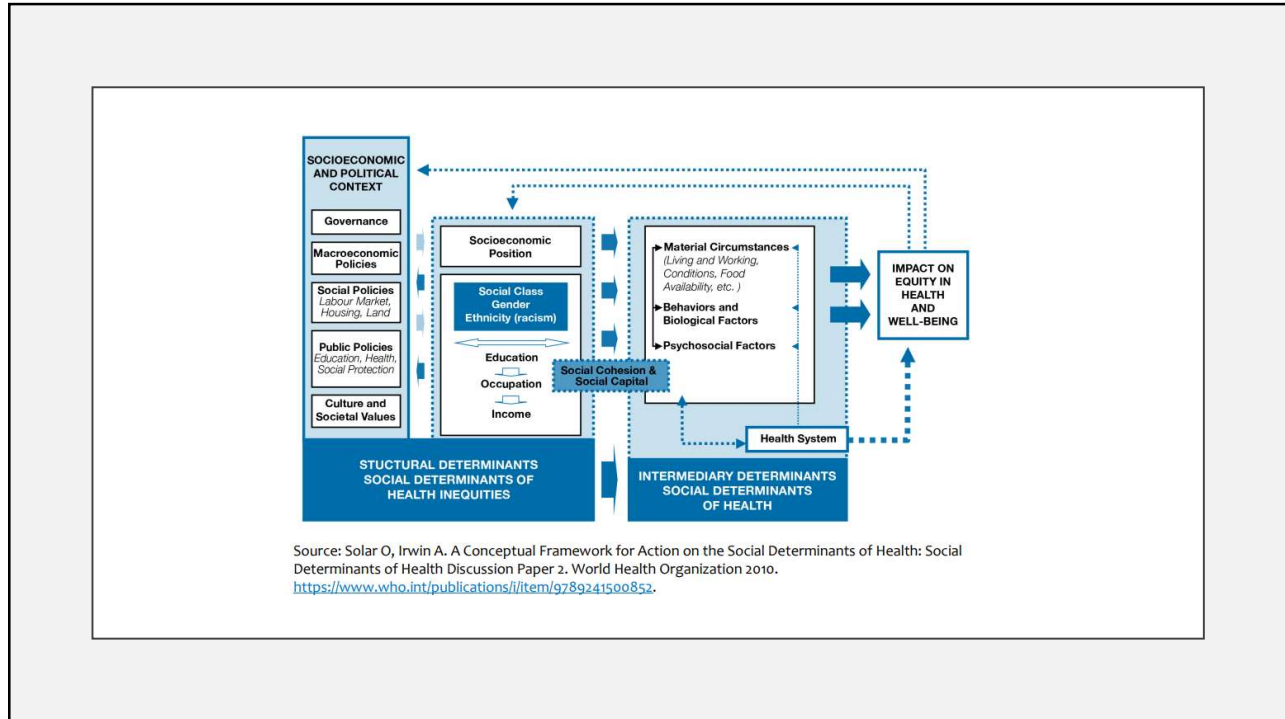 SOCIOECONOMIC
AND POLITICAL
CONTEXT
Governance
Macroeconomic
Policies
Social Policies
Labour Market,
Housing, Land
Public Policies
Education, Health,
Social Protection
Culture and
Societal Values
Socioeconomic
Position
Social Class
Gender
Ethnicity (racism)
Education
Occupation
Income
Social Cohesion &
Social Capital
Material Circumstances
(Living and Working,
Conditions, Food
Availability, etc. )
Behaviors and
Biological Factors
Psychosocial Factors
Health System
IMPACT ON
EQUITY IN
HEALTH
AND
WELL-BEING
STUCTURAL DETERMINANTS
SOCIAL DETERMINANTS OF
HEALTH INEQUITIES
INTERMEDIARY DETERMINANTS
SOCIAL DETERMINANTS
OF HEALTH
Source: Solar O, Irwin A. A Conceptual Framework for Action on the Social Determinants of Health: Social
Determinants of Health Discussion Paper 2. World Health Organization 2010.
https://www.who.int/publications/i/item/9789241500852.